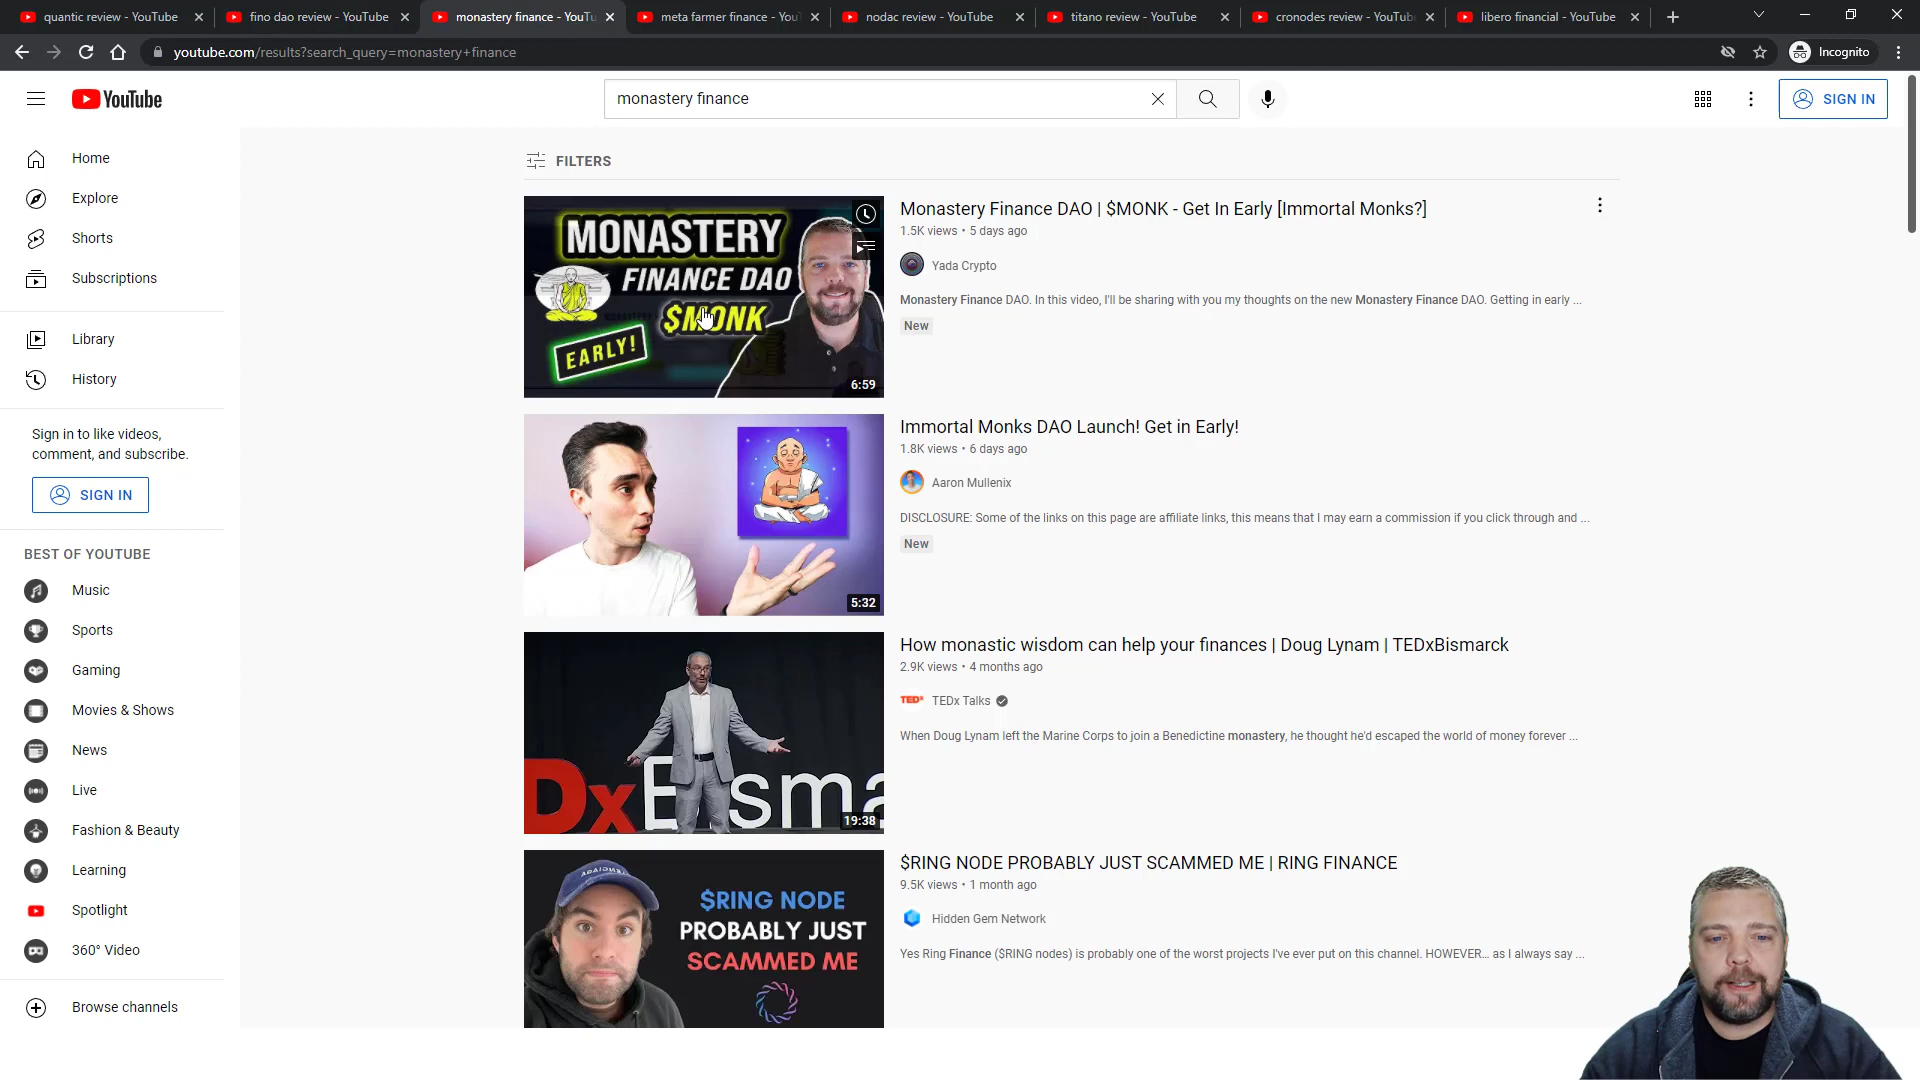 quantic review - YouTube
fino dao review - YouTube
monastery finance - YouTu
meta farmer finance - You
nodac review - YouTube
titano review - YouTube
cronodes review - YouTub
libero financial - YouTube
youtube.com/results?search_query=monastery+finance
Incognito
YouTube
monastery finance
SIGN IN
Home
Explore
Shorts
Subscriptions
Library
History
Sign in to like videos,
comment, and subscribe.
SIGN IN
BEST OF YOUTUBE
Music
Sports
Gaming
Movies & Shows
News
Live
Fashion & Beauty
Learning
Spotlight
360° Video
Browse channels
FILTERS
MONASTERY
FINANCE DAO
$MONK
EARLY!
6:59
Monastery Finance DAO | $MONK - Get In Early [Immortal Monks?]
1.5K views • 5 days ago
Yada Crypto
Monastery Finance DAO. In this video, I'll be sharing with you my thoughts on the new Monastery Finance DAO. Getting in early ...
New
5:32
Immortal Monks DAO Launch! Get in Early!
1.8K views • 6 days ago
Aaron Mullenix
DISCLOSURE: Some of the links on this page are affiliate links, this means that I may earn a commission if you click through and ...
New
DxBisma
19:38
How monastic wisdom can help your finances | Doug Lynam | TEDxBismarck
2.9K views • 4 months ago
TEDx
TEDx Talks
When Doug Lynam left the Marine Corps to join a Benedictine monastery, he thought he'd escaped the world of money forever ...
$RING NODE
PROBABLY JUST
SCAMMED ME
$RING NODE PROBABLY JUST SCAMMED ME | RING FINANCE
9.5K views • 1 month ago
Hidden Gem Network
Yes Ring Finance ($RING nodes) is probably one of the worst projects I've ever put on this channel. HOWEVER... as I always say ...